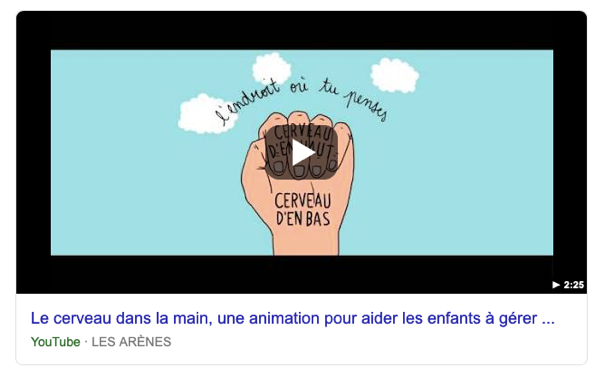 l'endroit où tu penses
CERVEAU
D'EN HAUT
CERVEAU
D'EN BAS
2:25
Le cerveau dans la main, une animation pour aider les enfants à gérer ...
YouTube · LES ARÈNES